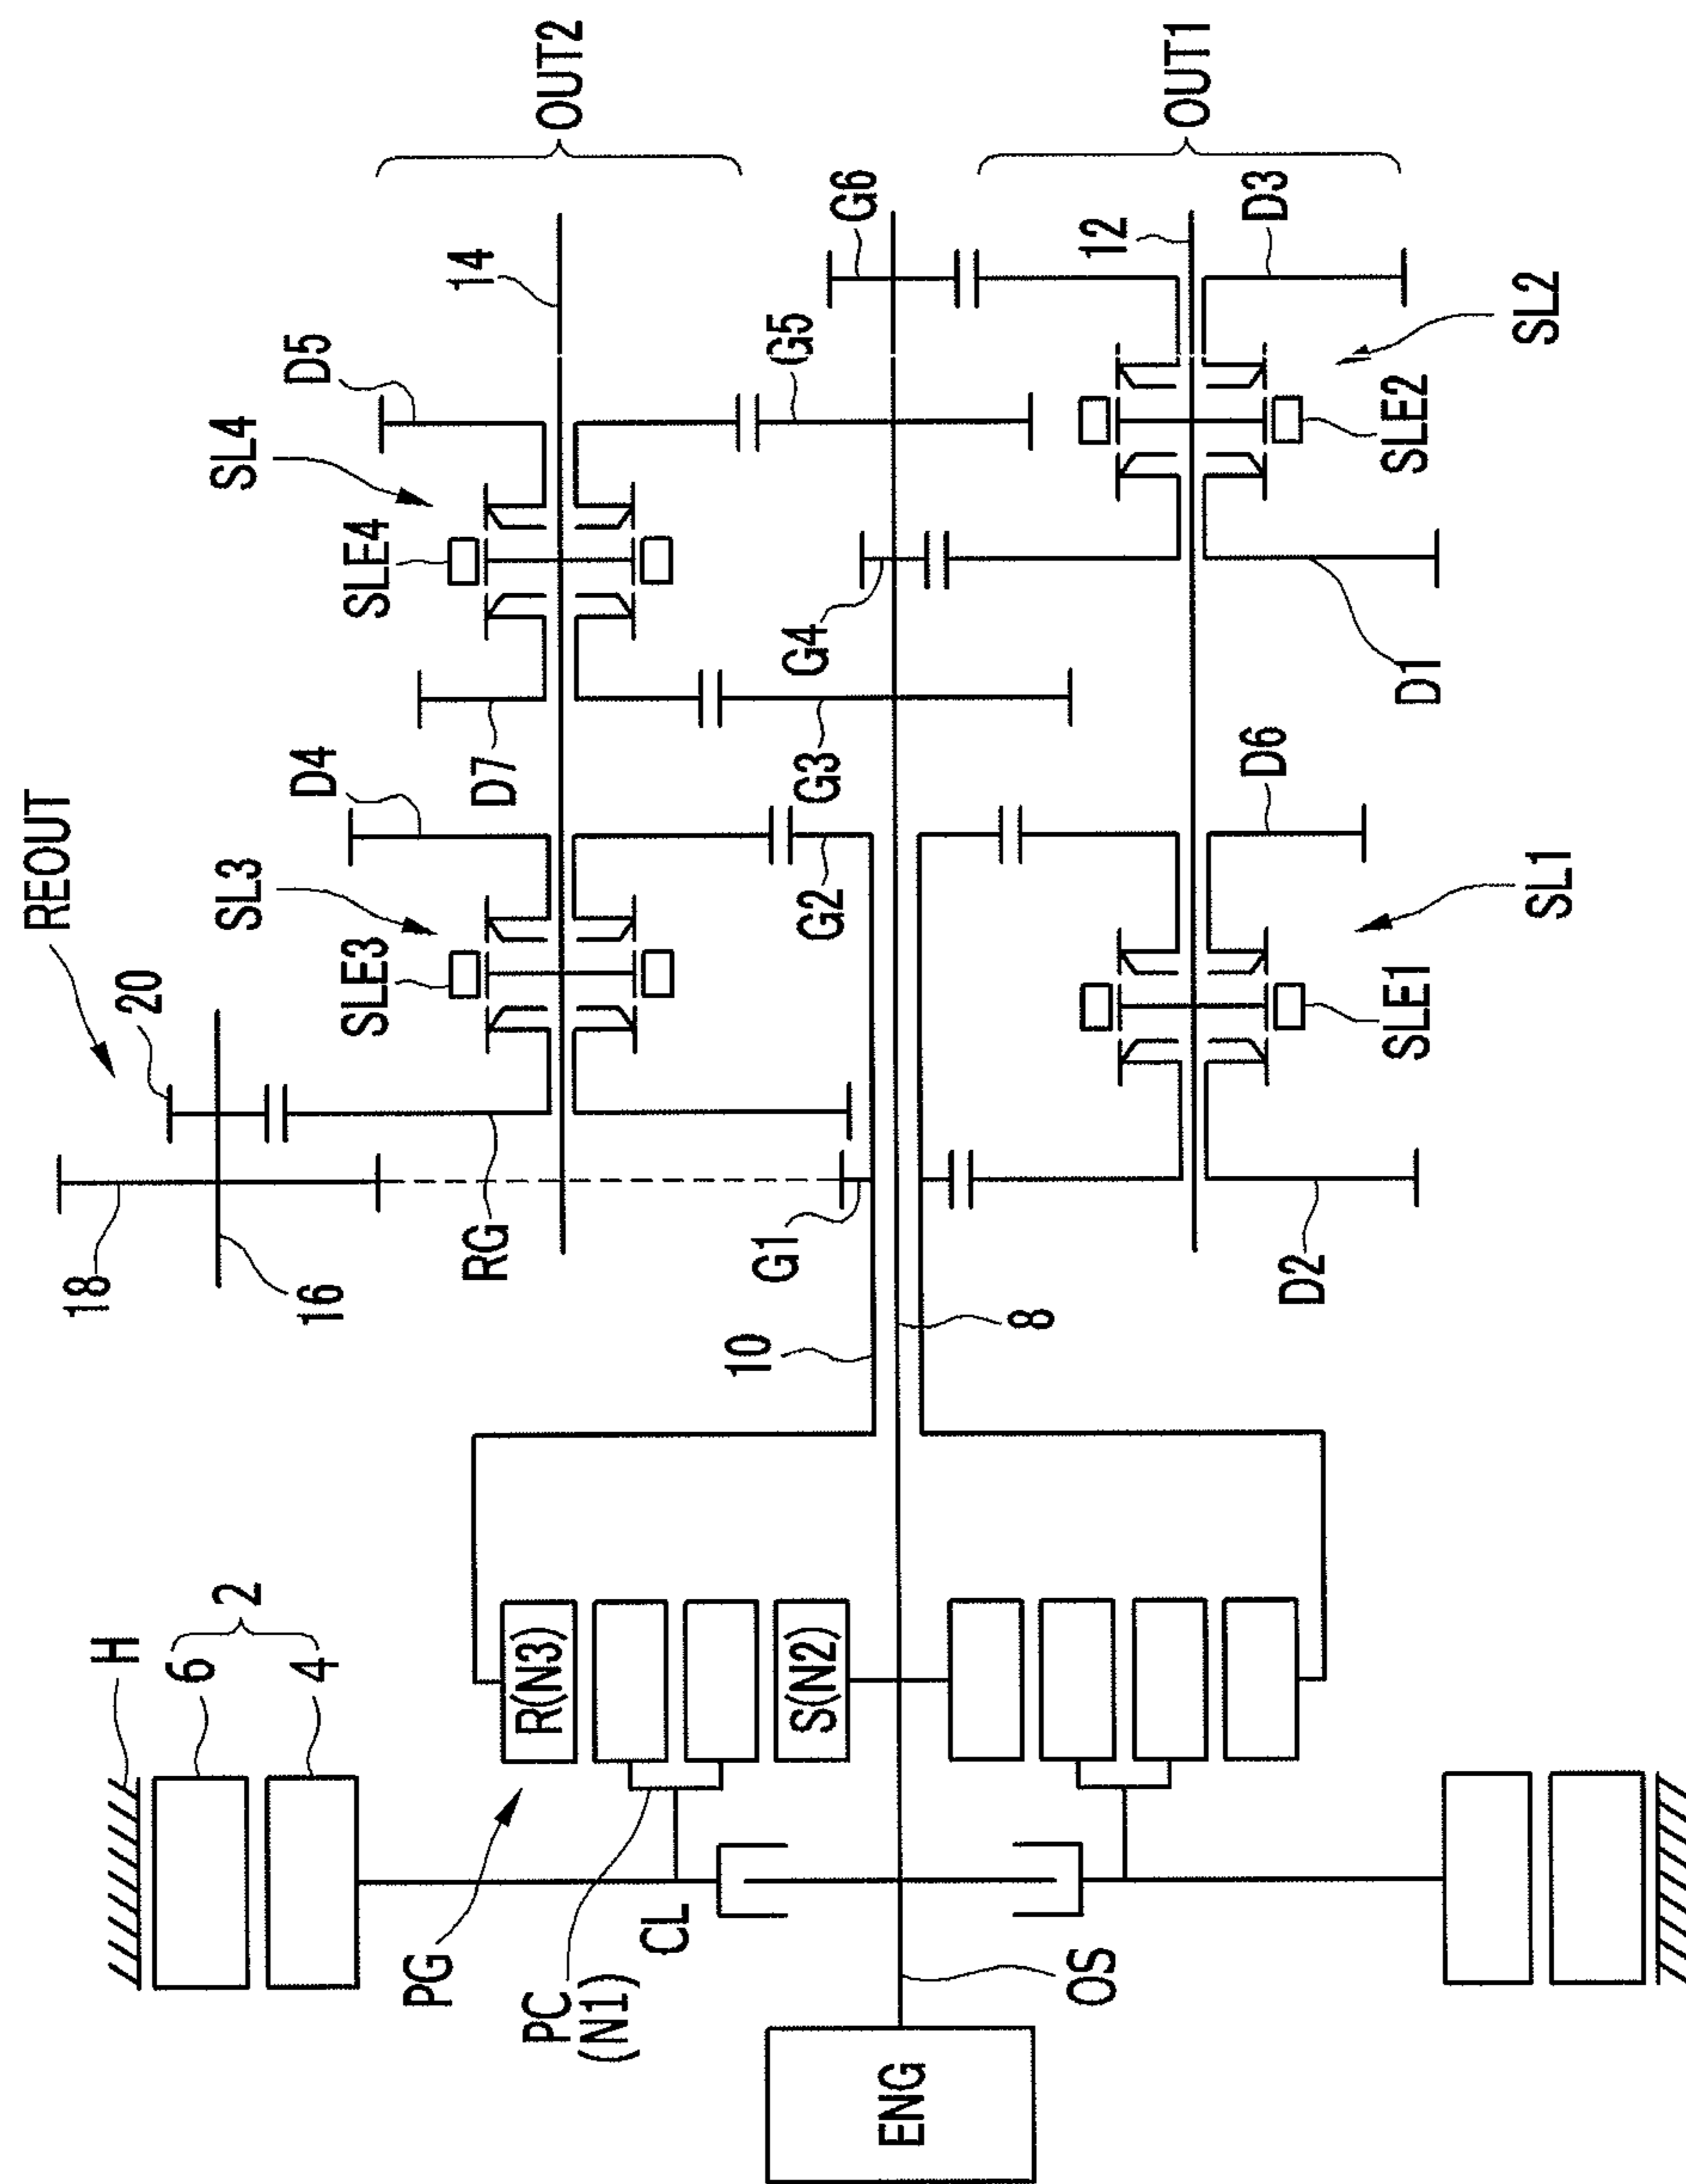 REOUT
18
16
20
RG
SL3
SLE3
D4
D7
SL4
SLE4
D5
14
OUT2
10
G1
G2
G3
G4
G5
G6
8
D2
SLE1
SL1
D6
D1
SLE2
SL2
D3
12
OUT1
H
6
4
2
PG
PC
(N1)
CL
R(N3)
S(N2)
OS
ENG